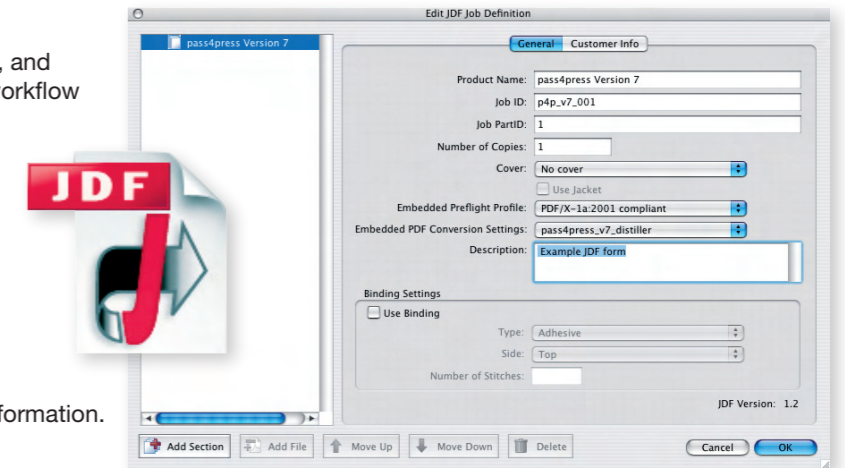 Edit JDF Job Definition
, and
orkflow
JDF
formation.
pass4press Version 7
General Customer Info
Product Name: pass4press Version 7
Job ID: p4p_v7_001
Job PartID: 1
Number of Copies: 1
Cover: No cover
Use Jacket
Embedded Preflight Profile: PDF/X-1a:2001 compliant
Embedded PDF Conversion Settings: pass4press_v7_distiller
Description: Example JDF form
Binding Settings
Use Binding
Type: Adhesive
Side: Top
Number of Stitches:
JDF Version: 1.2
Add Section Add File Move Up Move Down Delete Cancel OK